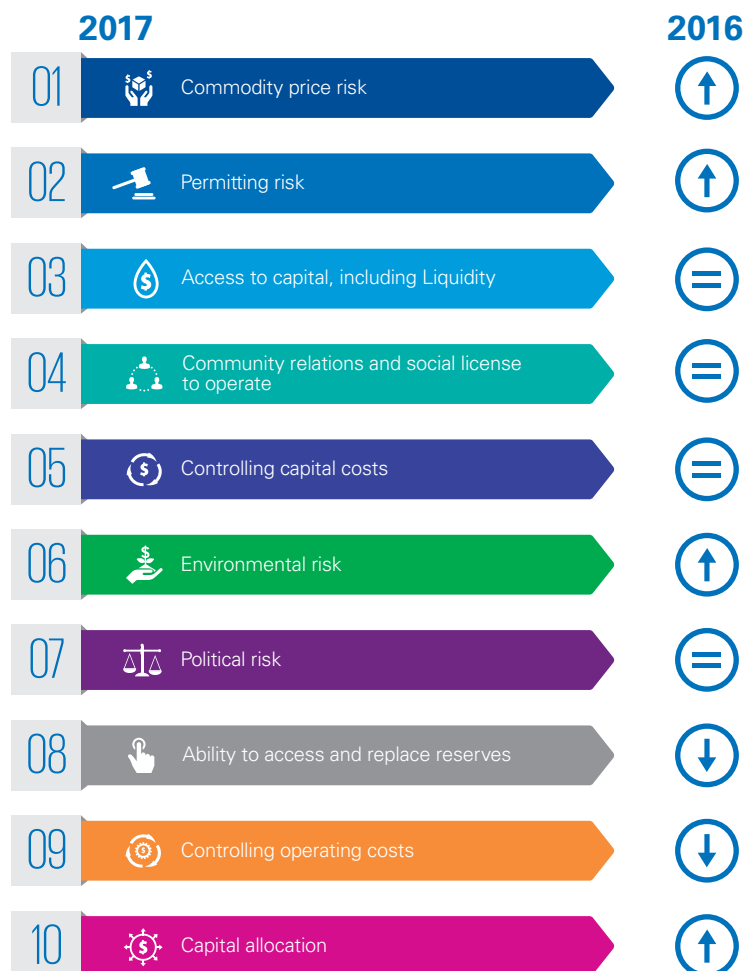 2017 2016
01 Commodity price risk
02 Permitting risk
03 Access to capital, including Liquidity
04 Community relations and social license
to operate
05 Controlling capital costs
06 Environmental risk
07 Political risk
08 Ability to access and replace reserves
09 Controlling operating costs
10 Capital allocation